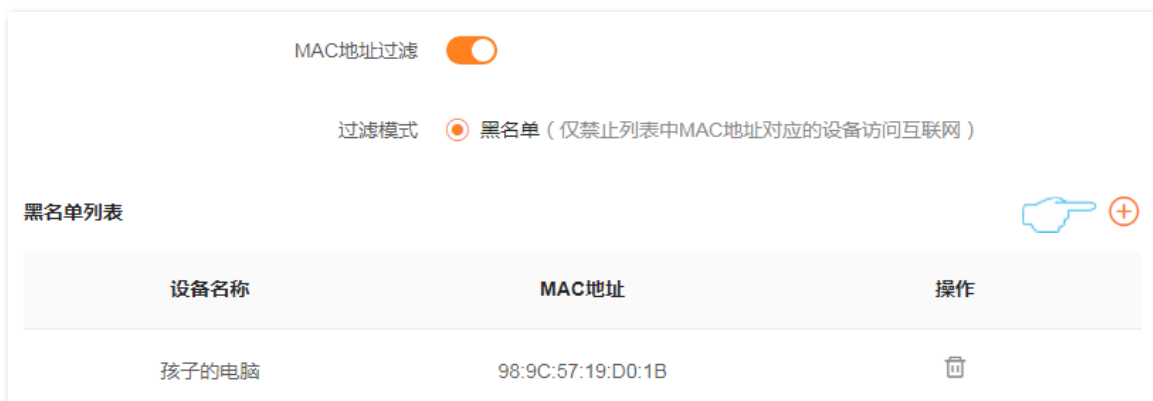 MAC地址过滤
过滤模式 黑名单（仅禁止列表中MAC地址对应的设备访问互联网）
黑名单列表
设备名称 MAC地址 操作
孩子的电脑 98:9C:57:19:D0:1B